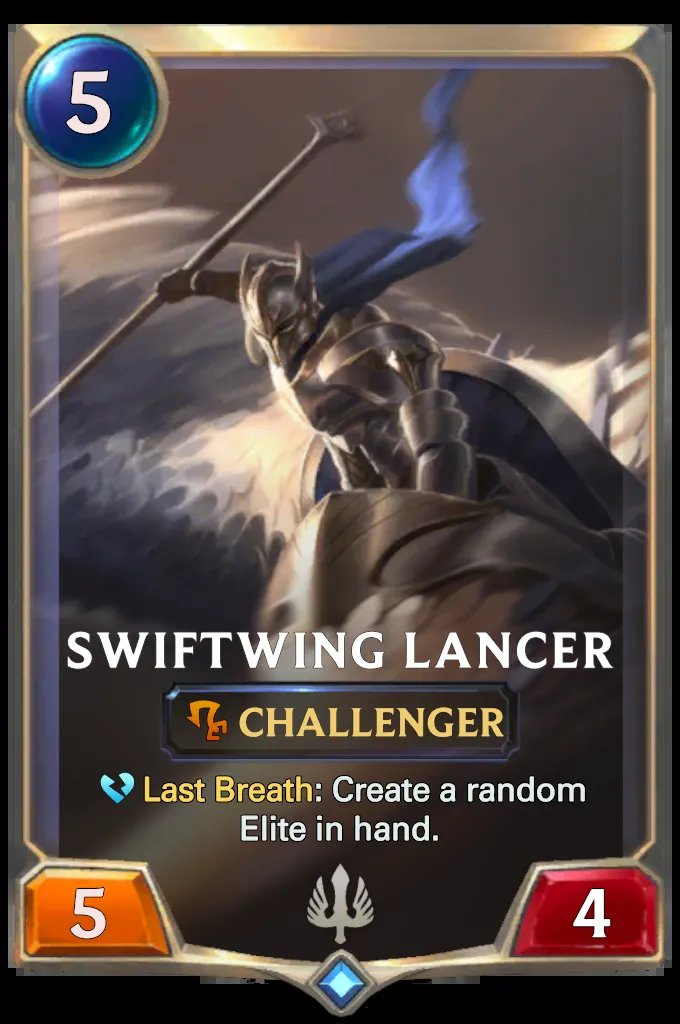 5
SWIFTWING LANCER
CHALLENGER
Last Breath: Create a random
Elite in hand.
5
4